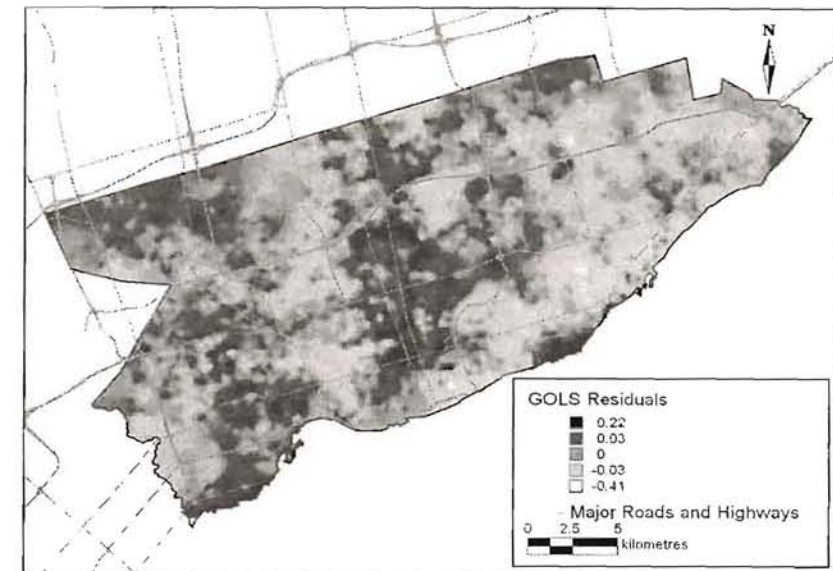 N
GOLS Residuals
0.22
0.03
0
-0.03
-0.41
Major Roads and Highways
0 2.5 5
kilometres